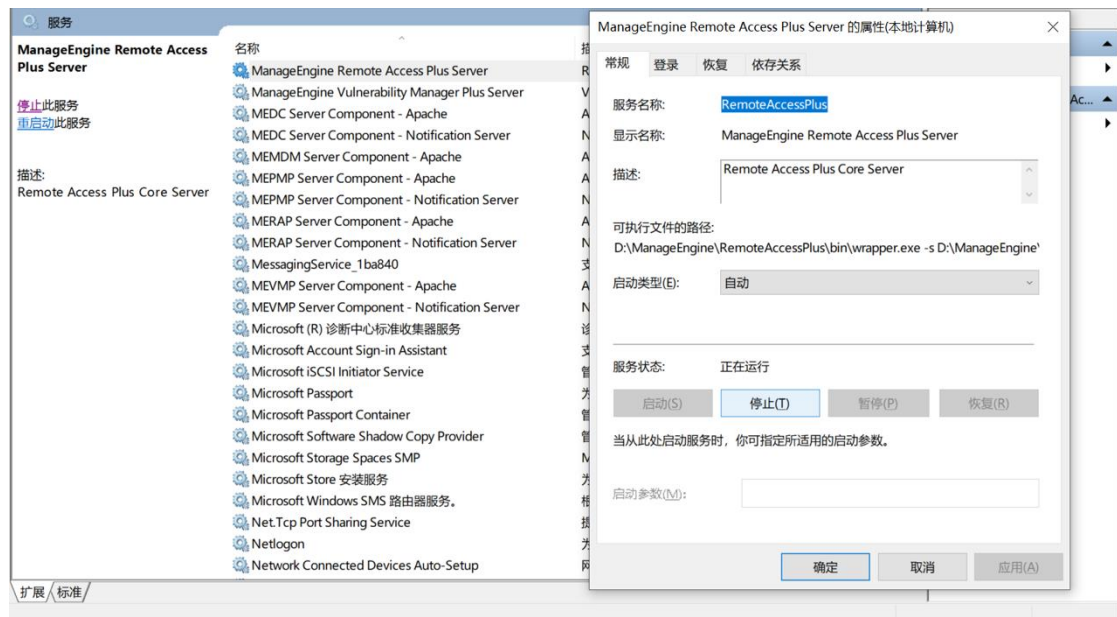 服务
ManageEngine Remote Access Plus Server
停止此服务
重启动此服务
描述:
Remote Access Plus Core Server
名称
ManageEngine Remote Access Plus Server
ManageEngine Vulnerability Manager Plus Server
MEDC Server Component - Apache
MEDC Server Component - Notification Server
MEMDM Server Component - Apache
MEPMP Server Component - Apache
MEPMP Server Component - Notification Server
MERAP Server Component - Apache
MERAP Server Component - Notification Server
MessagingService_1ba840
MEVMP Server Component - Apache
MEVMP Server Component - Notification Server
Microsoft (R) 诊断中心标准收集器服务
Microsoft Account Sign-in Assistant
Microsoft iSCSI Initiator Service
Microsoft Passport
Microsoft Passport Container
Microsoft Software Shadow Copy Provider
Microsoft Storage Spaces SMP
Microsoft Store 安装服务
Microsoft Windows SMS 路由器服务。
Net.Tcp Port Sharing Service
Netlogon
Network Connected Devices Auto-Setup
扩展 标准
ManageEngine Remote Access Plus Server 的属性(本地计算机)
常规 登录 恢复 依存关系
服务名称: RemoteAccessPlus
显示名称: ManageEngine Remote Access Plus Server
描述: Remote Access Plus Core Server
可执行文件的路径:
D:\ManageEngine\RemoteAccessPlus\bin\wrapper.exe -s D:\ManageEngine\
启动类型(E): 自动
服务状态: 正在运行
启动(S) 停止(T) 暂停(P) 恢复(R)
当从此处启动服务时，你可指定所适用的启动参数。
启动参数(M):
确定 取消 应用(A)
Ac...